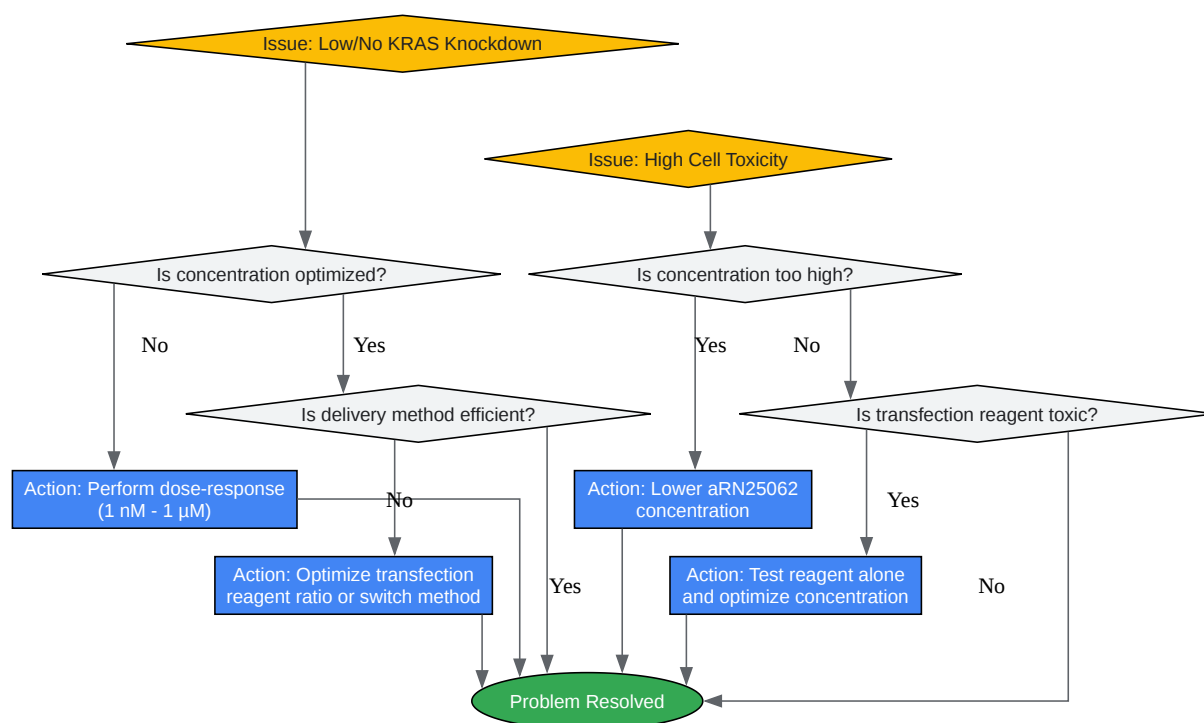 Issue: Low/No KRAS Knockdown
Issue: High Cell Toxicity
Is concentration optimized?
Is concentration too high?
No
Yes
Yes
No
Is delivery method efficient?
Is transfection reagent toxic?
Action: Perform dose-response
(1 nM - 1 µM)
No
Action: Lower aRN25062
concentration
Yes
Action: Optimize transfection
reagent ratio or switch method
Yes
Action: Test reagent alone
and optimize concentration
No
Problem Resolved